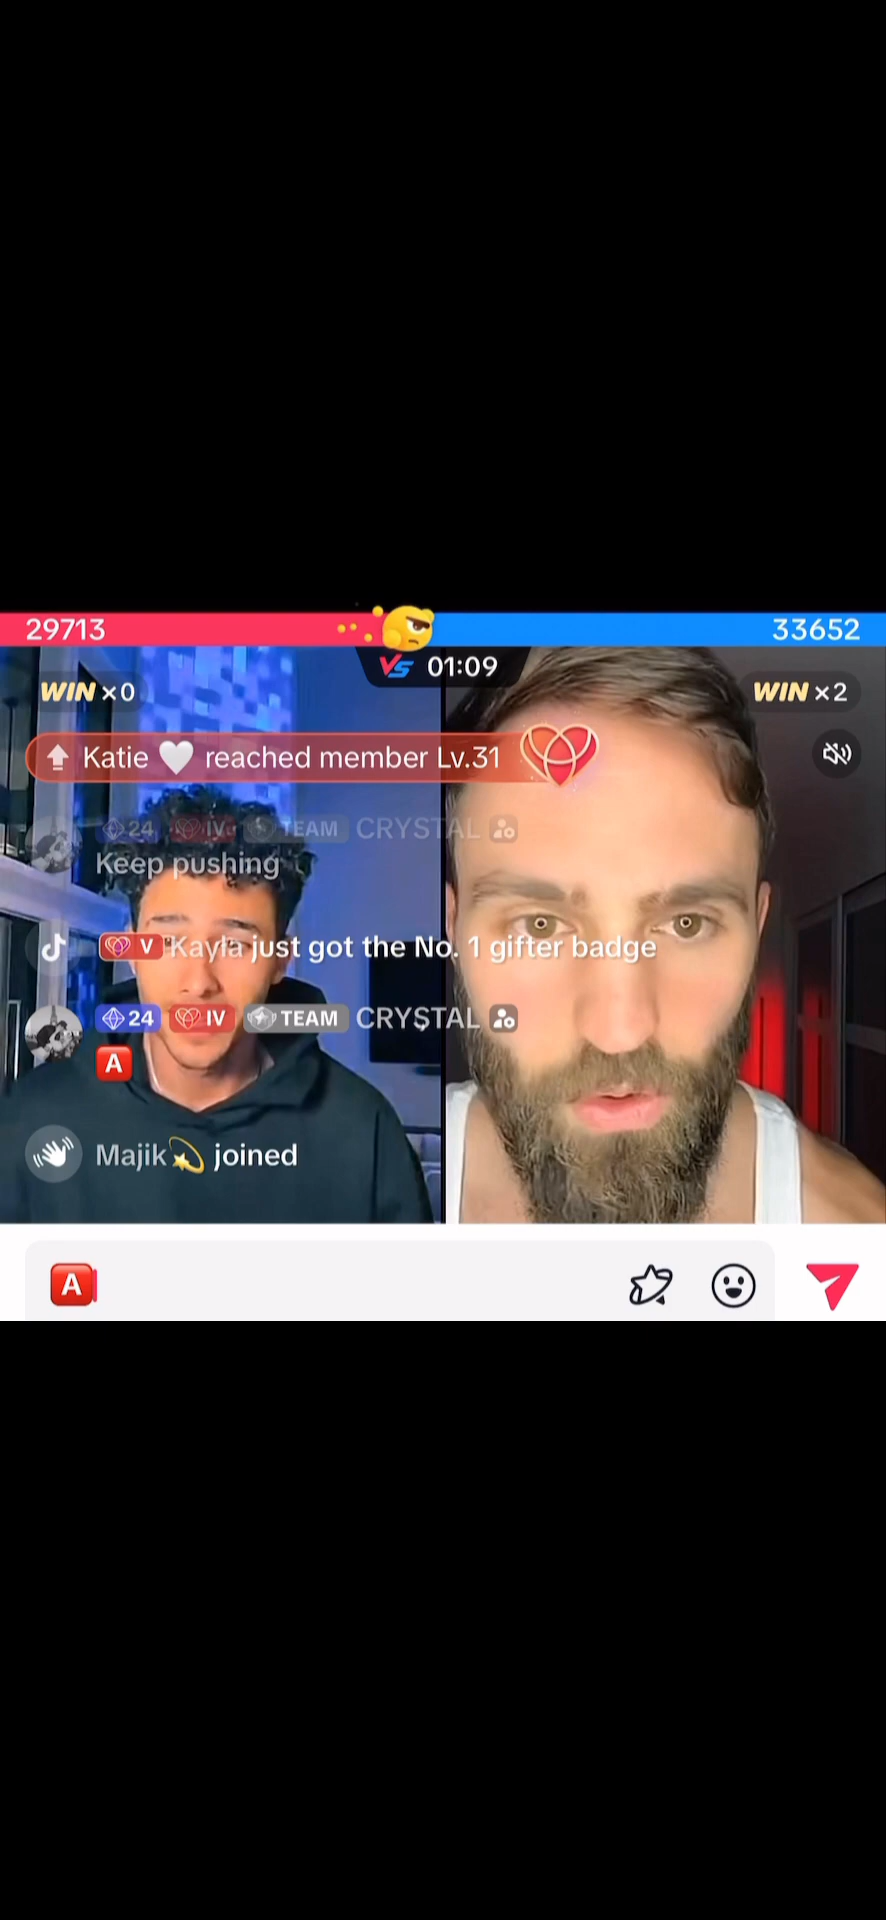 29713
33652
VS 01:09
WIN ×0
WIN ×2
Katie 🤍 reached member Lv.31
24 IV TEAM CRYSTAL
Keep pushing
V Kayla just got the No. 1 gifter badge
24 IV TEAM CRYSTAL
🅰
Majik💫 joined
🅰